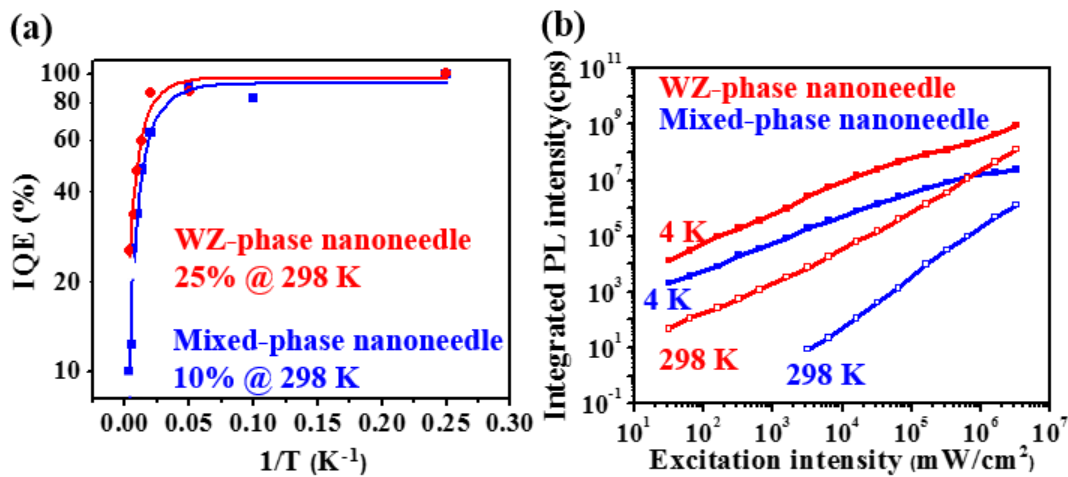 (a)
100
80
60
40
20
10
IQE (%)
WZ-phase nanoneedle
25% @ 298 K
Mixed-phase nanoneedle
10% @ 298 K
0.00 0.05 0.10 0.15 0.20 0.25 0.30
1/T (K⁻¹)
(b)
Integrated PL intensity(cps)
10¹¹
10⁹
10⁷
10⁵
10³
10¹
10⁻¹
WZ-phase nanoneedle
Mixed-phase nanoneedle
4 K
4 K
298 K
298 K
10¹ 10² 10³ 10⁴ 10⁵ 10⁶ 10⁷
Excitation intensity (mW/cm²)